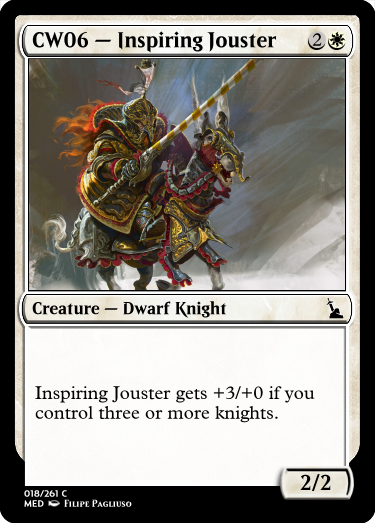 CW06 — Inspiring Jouster 2
Creature — Dwarf Knight
Inspiring Jouster gets +3/+0 if you
control three or more knights.
2/2
018/261 C
MED Filipe Pagliuso